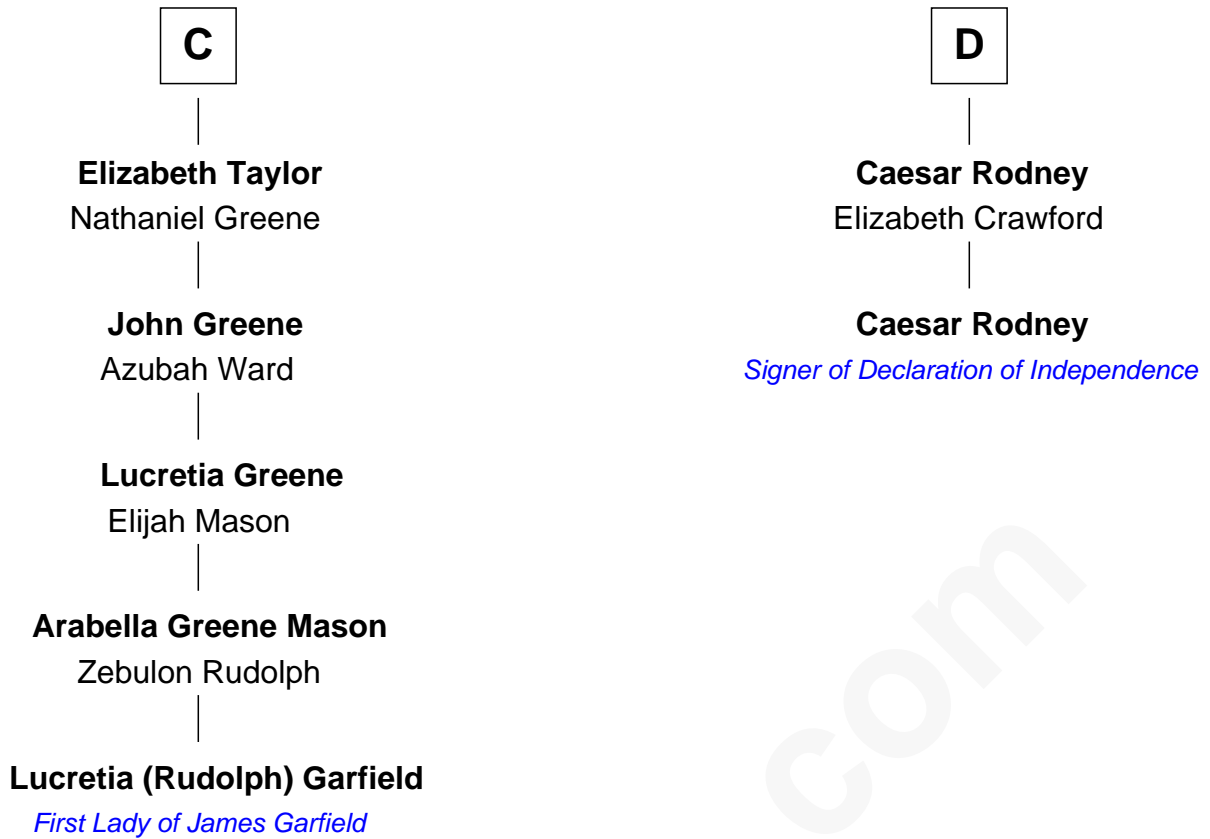 C
Elizabeth Taylor
Nathaniel Greene
John Greene
Azubah Ward
Lucretia Greene
Elijah Mason
Arabella Greene Mason
Zebulon Rudolph
Lucretia (Rudolph) Garfield
First Lady of James Garfield
D
Caesar Rodney
Elizabeth Crawford
Caesar Rodney
Signer of Declaration of Independence
com